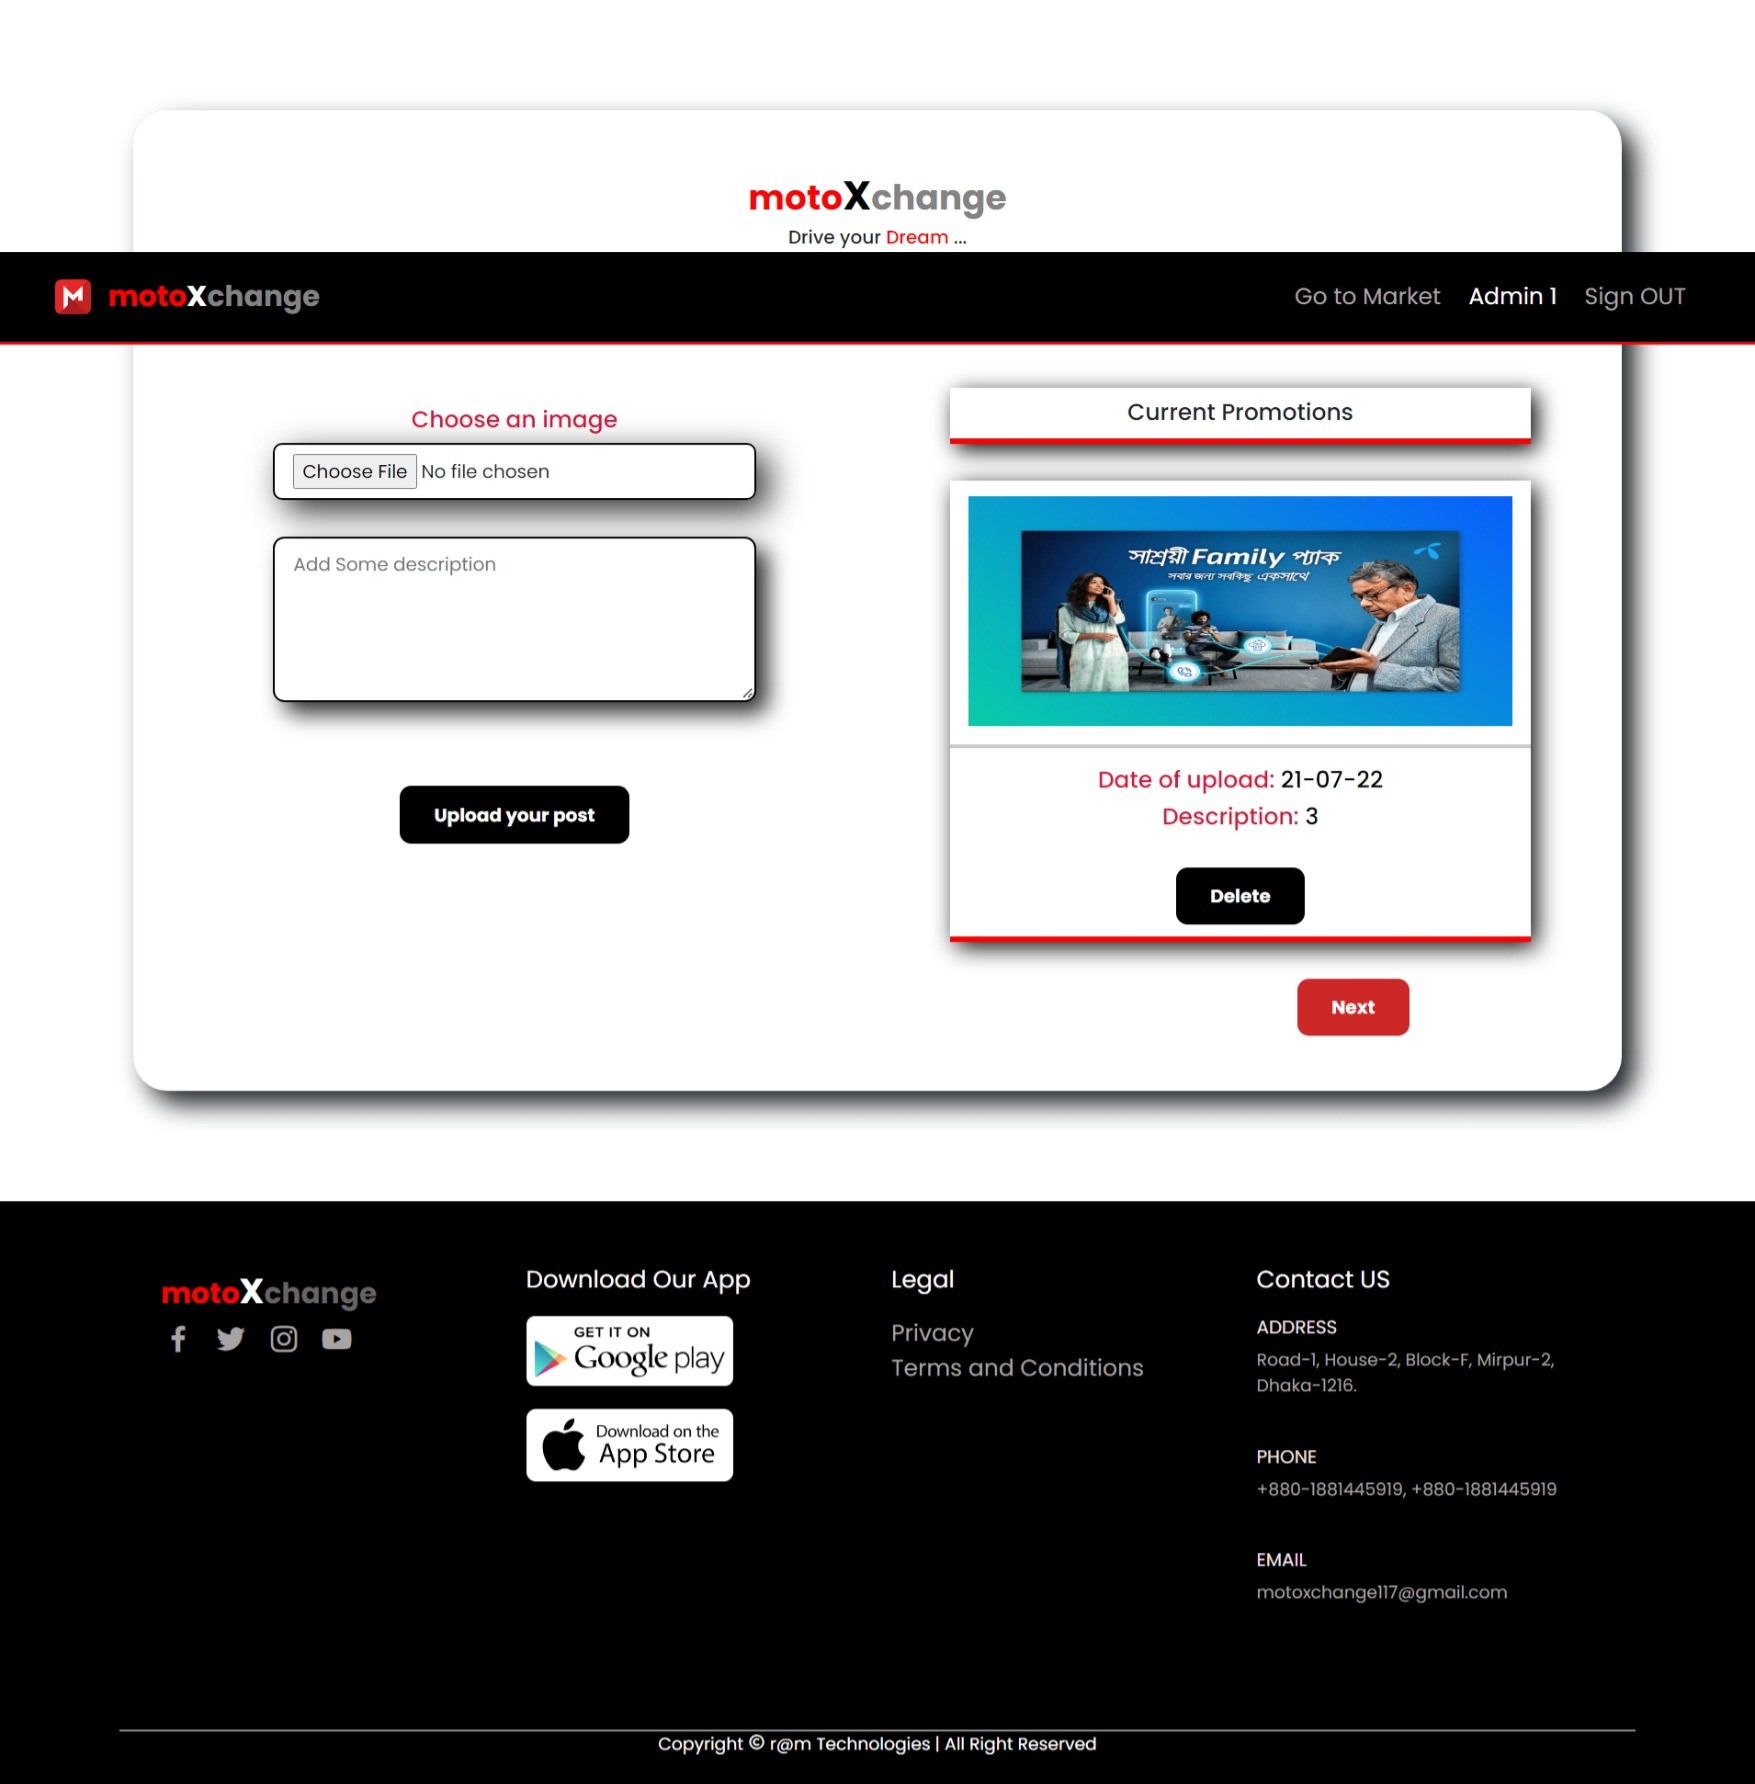 motoXchange
Drive your Dream ...
motoXchange
Go to Market
Admin 1
Sign OUT
Choose an image
Choose File No file chosen
Add Some description
Upload your post
Current Promotions
সাশ্রয়ী Family প্যাক
সবার জন্য সবকিছু একসাথে
Date of upload: 21-07-22
Description: 3
Delete
Next
motoXchange
Download Our App
GET IT ON
Google play
Download on the
App Store
Legal
Privacy
Terms and Conditions
Contact US
ADDRESS
Road-1, House-2, Block-F, Mirpur-2,
Dhaka-1216.
PHONE
+880-1881445919, +880-1881445919
EMAIL
motoxchange117@gmail.com
Copyright © r@m Technologies | All Right Reserved